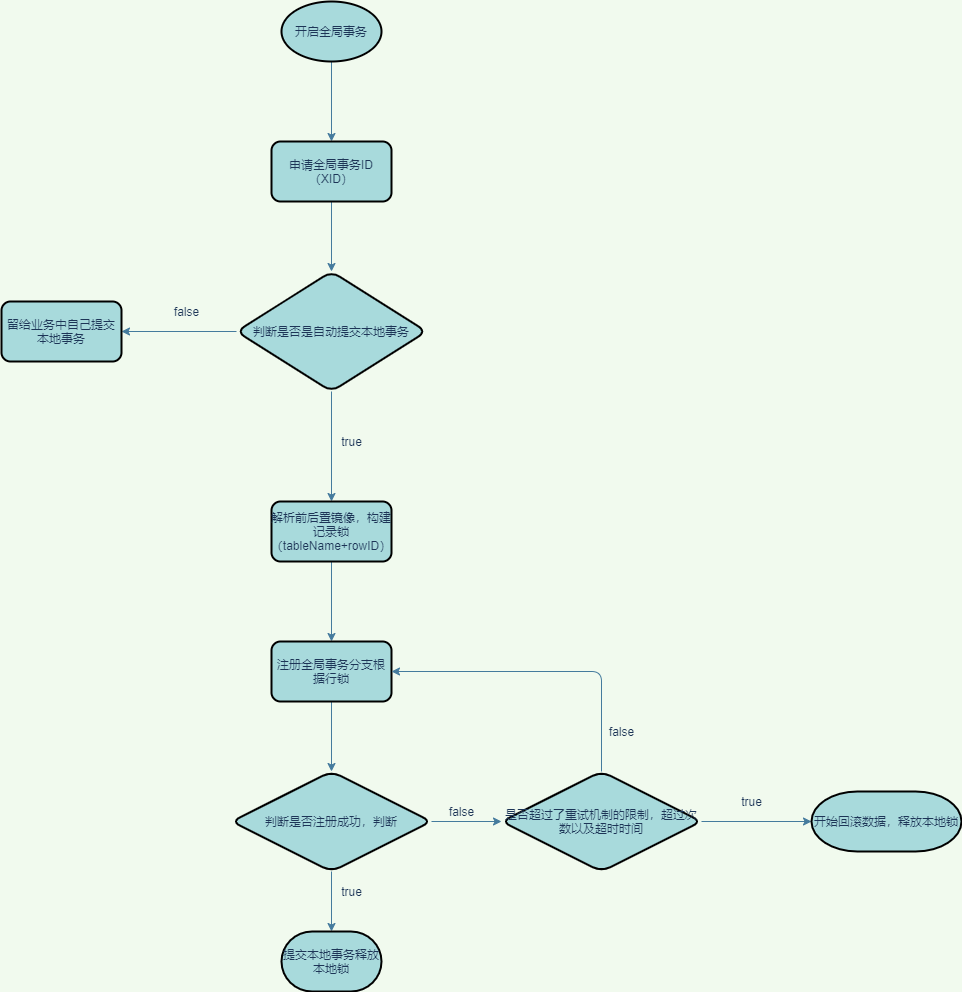 开启全局事务
申请全局事务ID
（XID）
false
留给业务中自己提交
本地事务
判断是否是自动提交本地事务
true
解析前后置镜像，构建
记录锁
（tableName+rowID）
注册全局事务分支根
据行锁
false
判断是否注册成功，判断
false
是否超过了重试机制的限制，超过次
数以及超时时间
true
开始回滚数据，释放本地锁
true
提交本地事务释放
本地锁